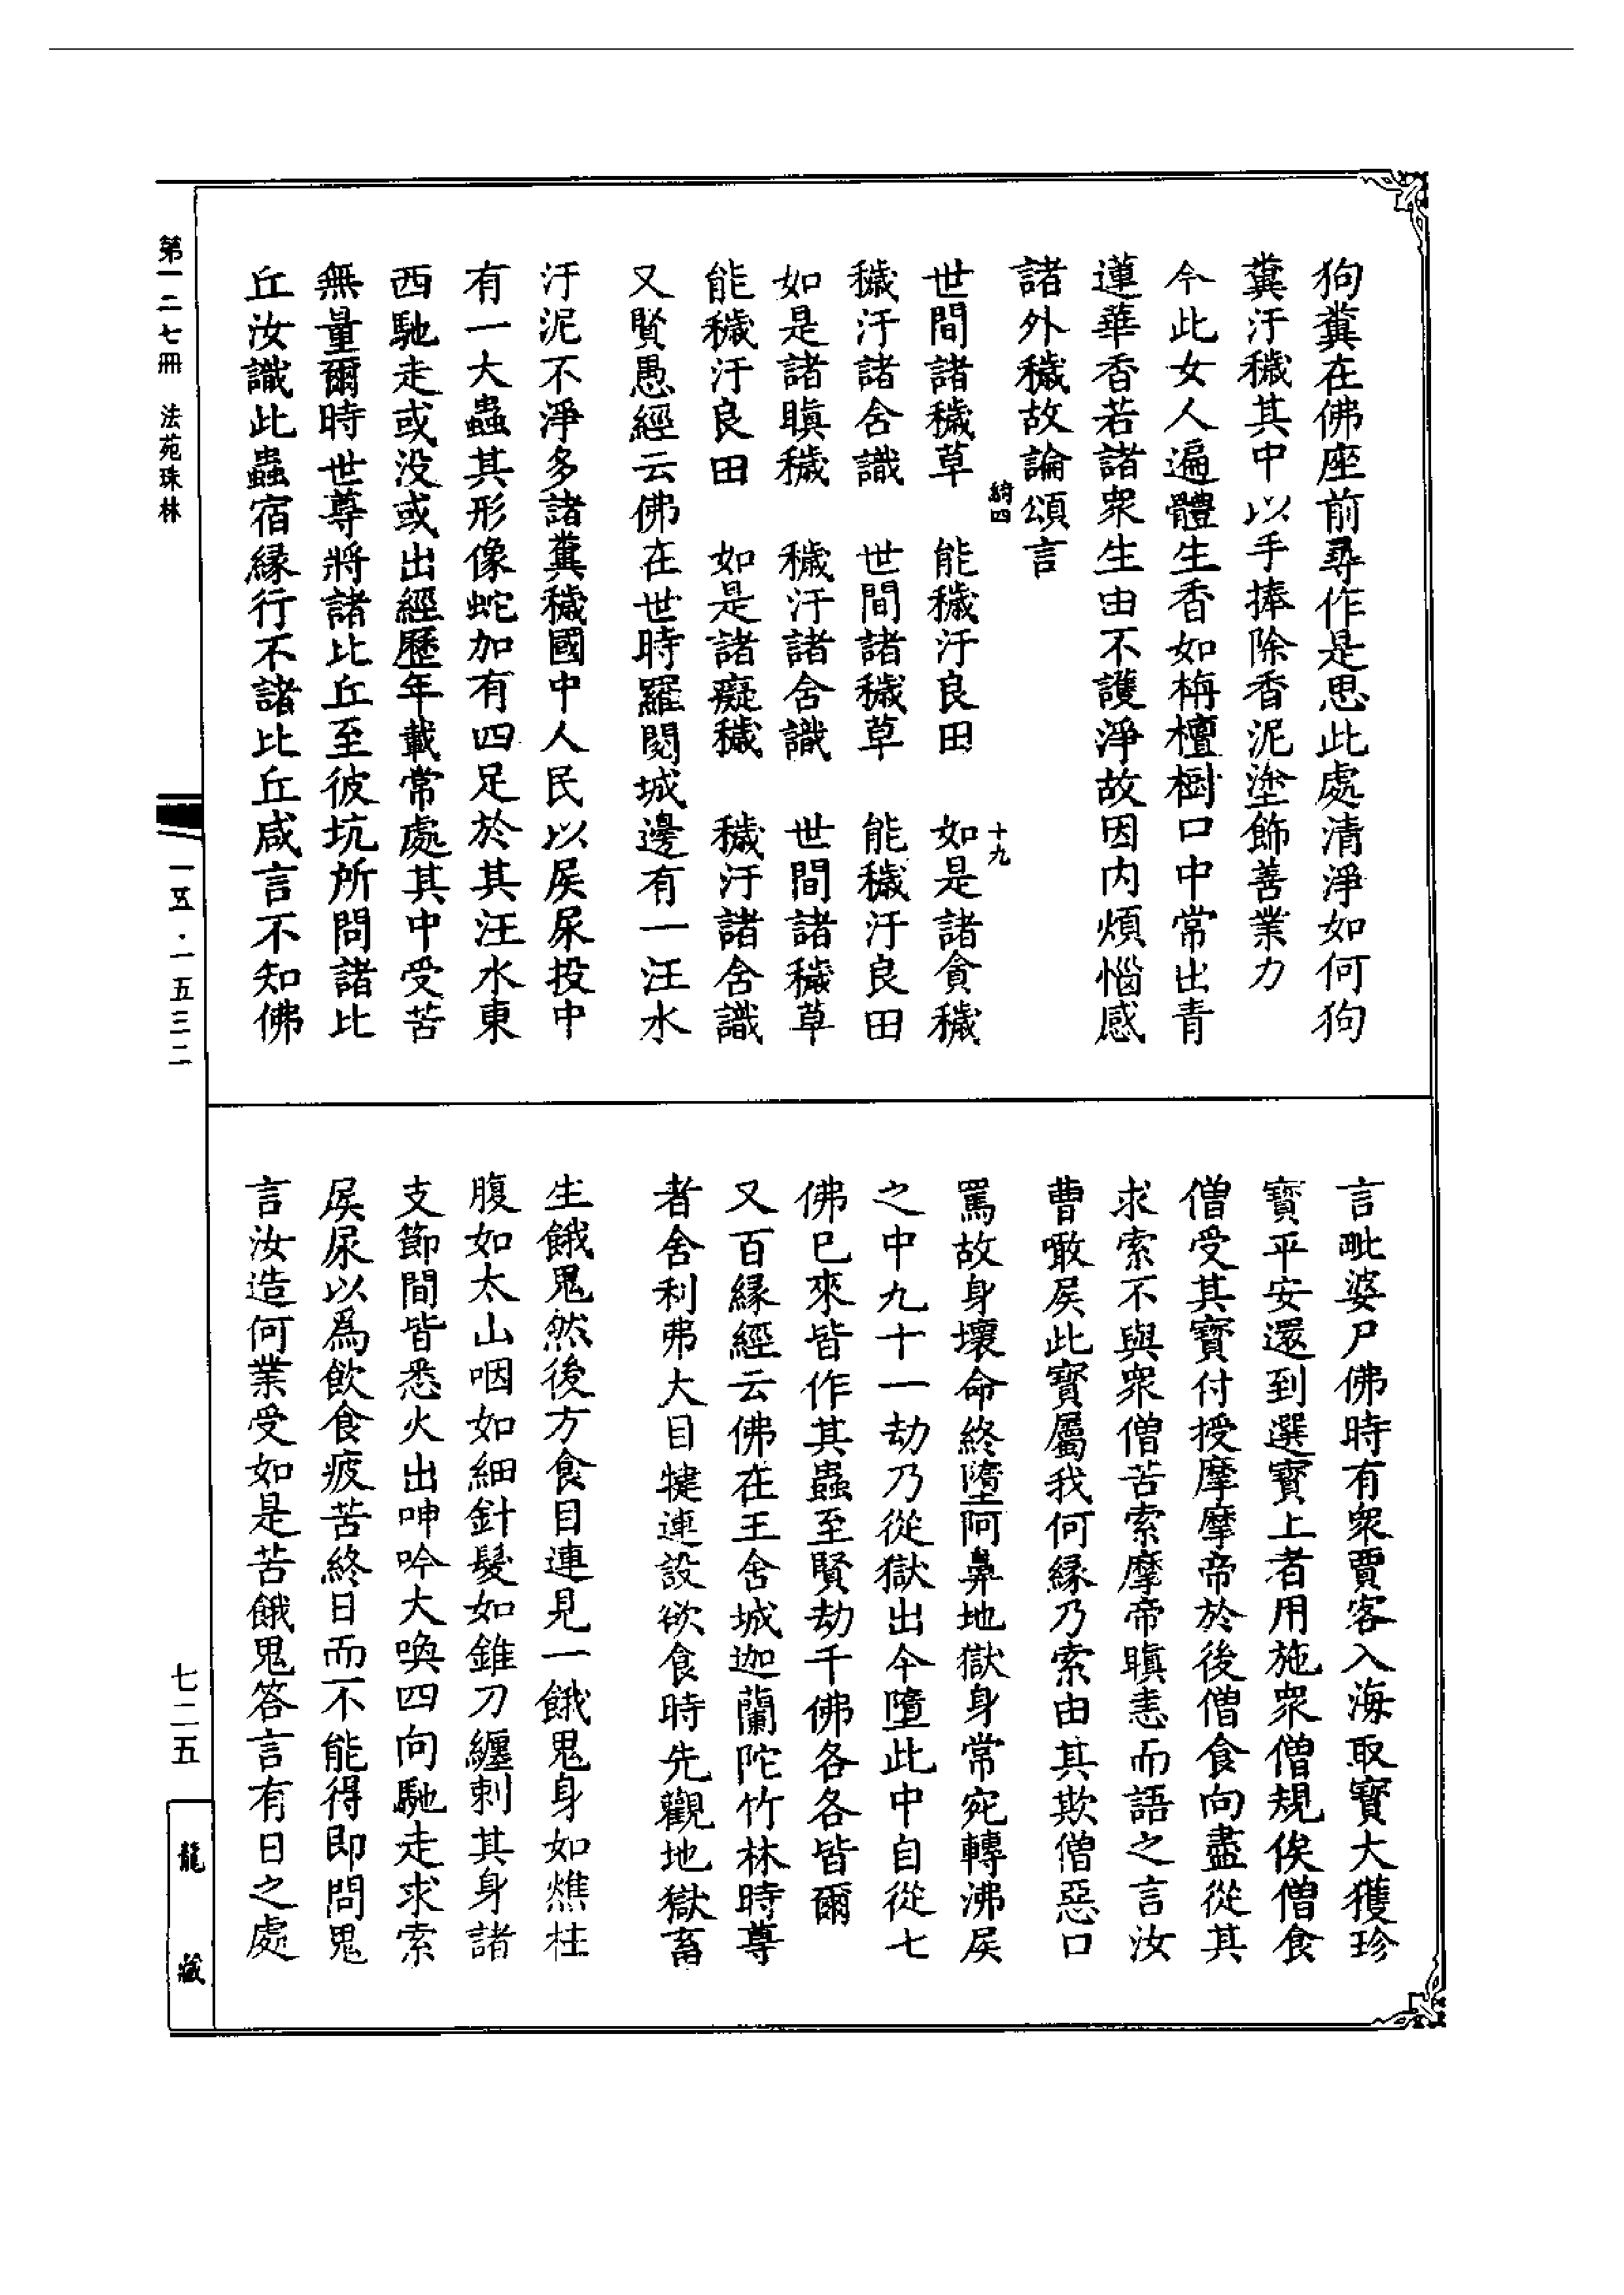 狗糞在佛座前尋作是思此處清淨如何狗
糞汙穢其中以手捧除香泥塗飾善業力
今此女人遍體生香如栴檀樹口中常出青
蓮華香若諸衆生由不護淨故因内煩惱感
諸外穢故論頌言
綺四
十九
世間諸穢草　能穢汙良田　如是諸貪穢
穢汙諸含識　世間諸穢草　能穢汙良田
如是諸瞋穢　穢汙諸含識　世間諸穢草
能穢汙良田　如是諸癡穢　穢汙諸含識
又賢愚經云佛在世時羅閱城邊有一汪水
汙泥不淨多諸糞穢國中人民以屎尿投中
有一大蟲其形像蛇加有四足於其汪水東
西馳走或没或出經歷年載常處其中受苦
無量爾時世尊將諸比丘至彼坑所問諸比
丘汝識此蟲宿縁行不諸比丘咸言不知佛
言毗婆尸佛時有衆賈客入海取寶大獲珍
寶平安還到選寶上者用施衆僧規俟僧食
僧受其寶付授摩摩帝於後僧食向盡從其
求索不與衆僧苦索摩帝瞋恚而語之言汝
曹噉屎此寶屬我何縁乃索由其欺僧惡口
罵故身壞命終墮阿鼻地獄身常宛轉沸屎
之中九十一劫乃從獄出今墮此中自從七
佛已來皆作其蟲至賢劫千佛各各皆爾
又百縁經云佛在王舍城迦蘭陀竹林時尊
者舍利弗大目犍連設欲食時先觀地獄畜
生餓鬼然後方食目連見一餓鬼身如燋柱
腹如太山咽如細針髮如錐刀纏刺其身諸
支節間皆悉火出呻吟大喚四向馳走求索
屎尿以爲飲食疲苦終日而不能得即問鬼
言汝造何業受如是苦餓鬼答言有日之處
第一二七冊　法苑珠林
一五·一五三二
七二五
龍藏